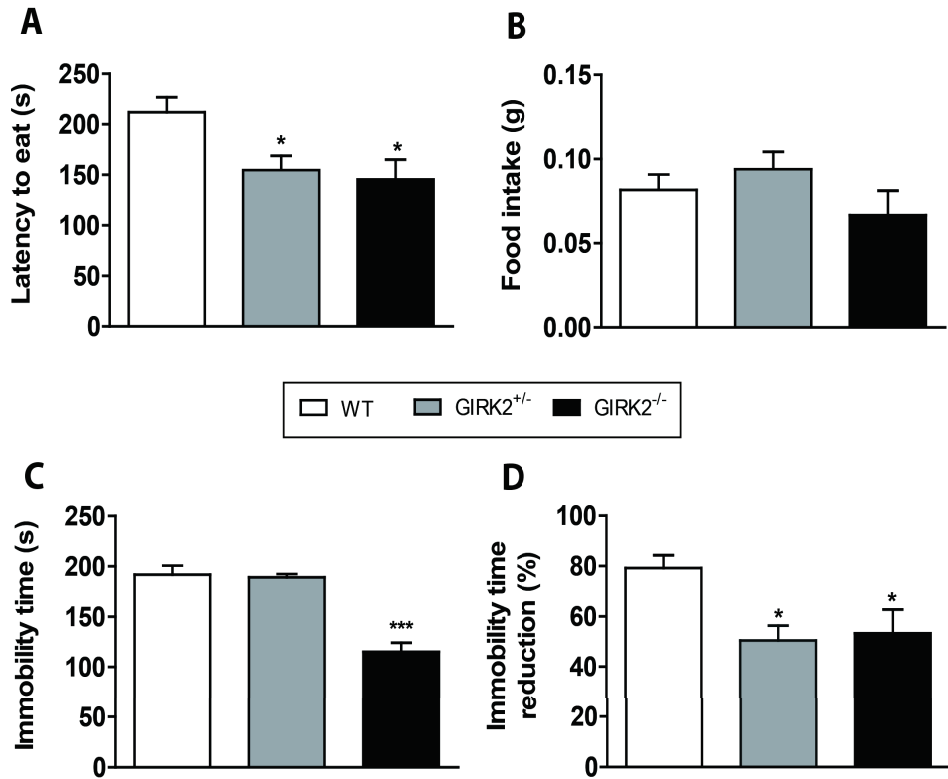 A
Latency to eat (s)
250
200
150
100
50
0
*
*
B
Food intake (g)
0.15
0.10
0.05
0.00
WT
GIRK2+/-
GIRK2-/-
C
Immobility time (s)
250
200
150
100
50
0
***
D
Immobility time
reduction (%)
100
80
60
40
20
0
*
*